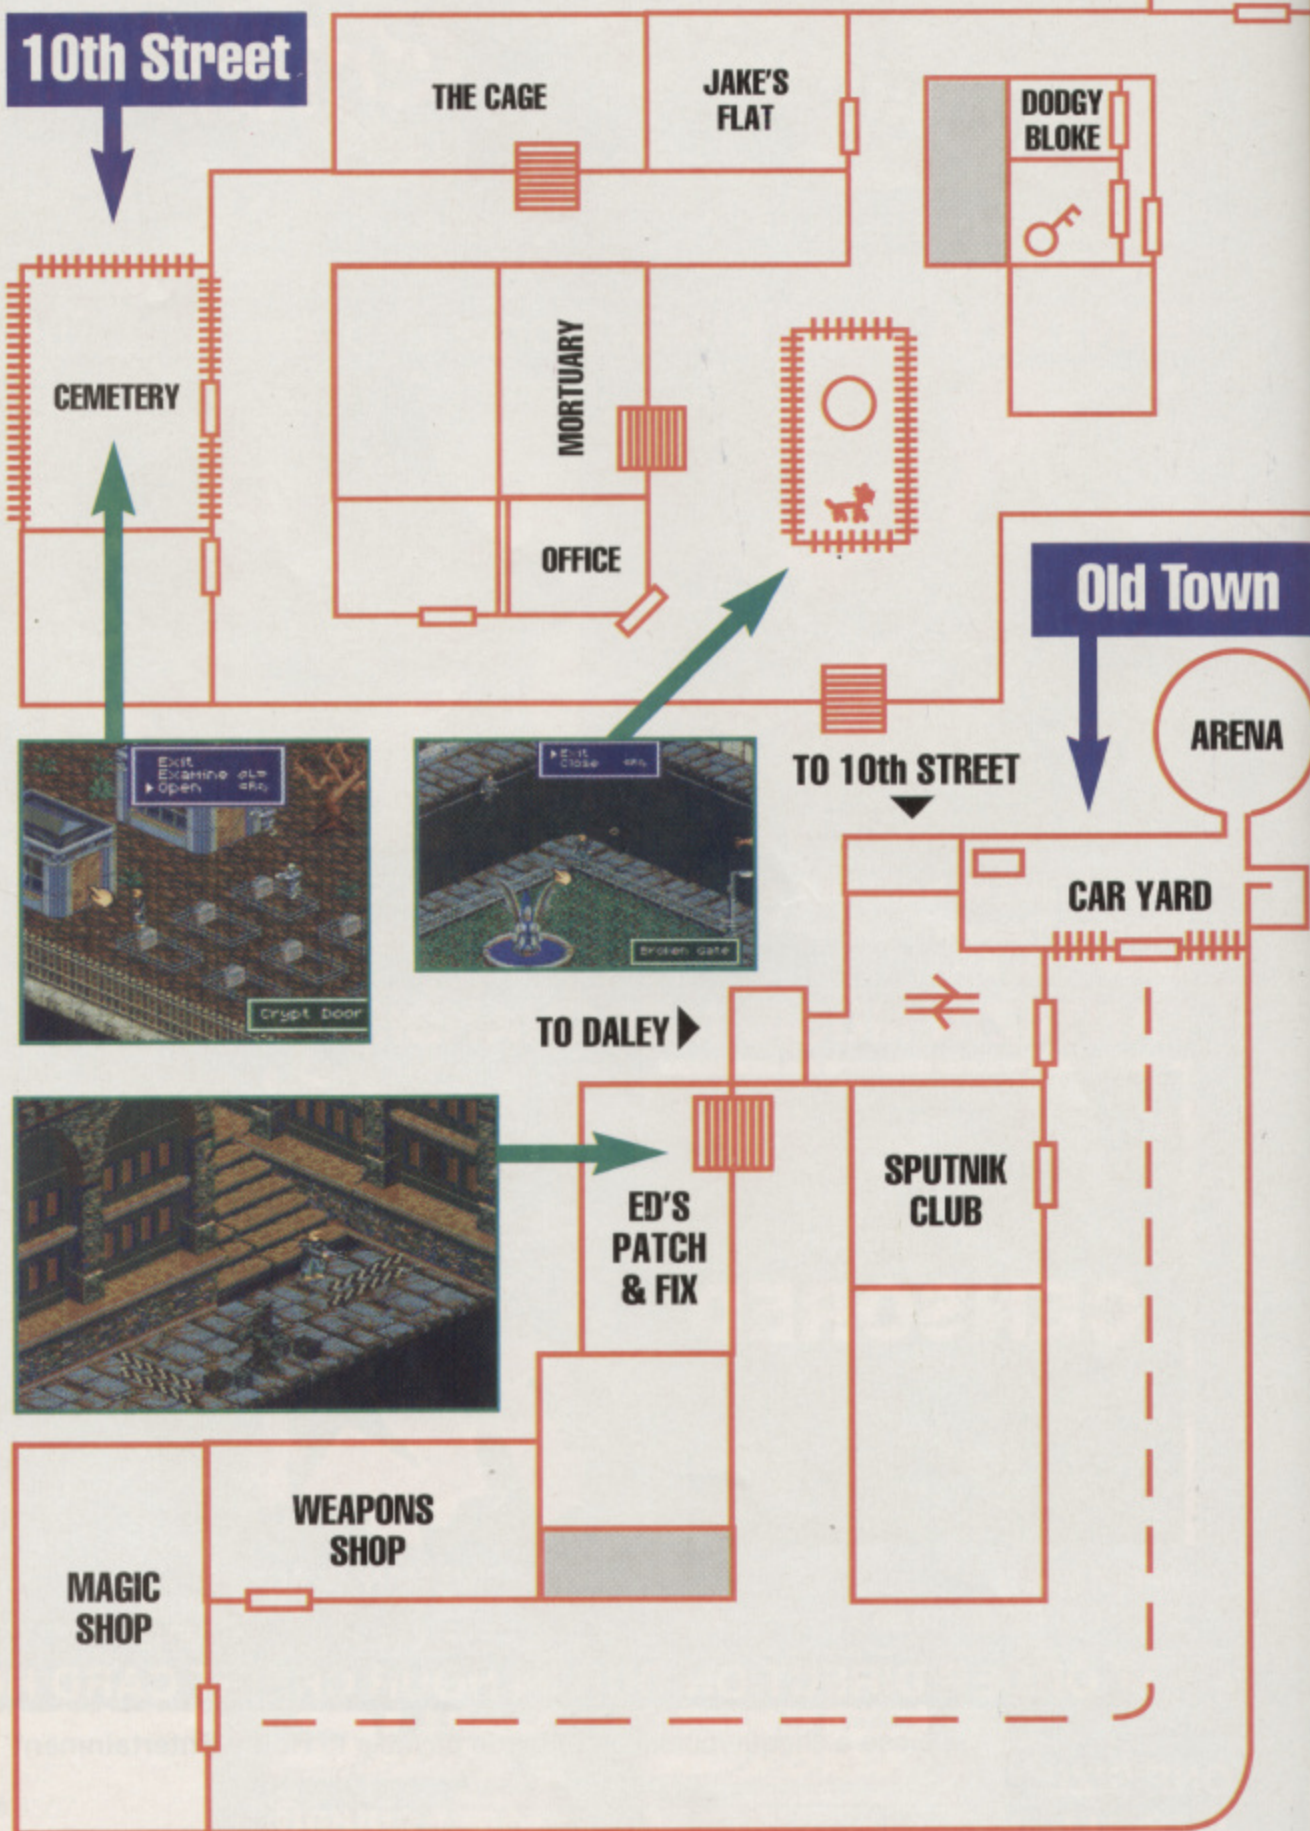 10th Street
THE CAGE
JAKE'S
FLAT
DODGY
BLOKE
CEMETERY
MORTUARY
OFFICE
Old Town
ARENA
TO 10th STREET
CAR YARD
Exit
Examine
Open
Crypt Door
Exit
Close
Broken Gate
TO DALEY
SPUTNIK
CLUB
ED'S
PATCH
& FIX
WEAPONS
SHOP
MAGIC
SHOP